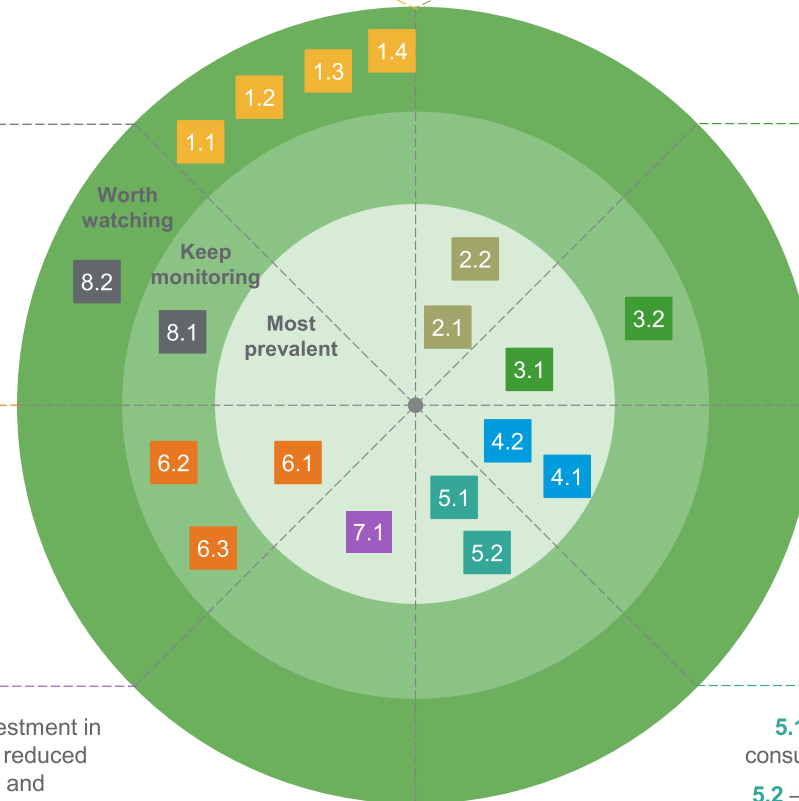 1.4
1.3
1.2
1.1
Worth
watching
Keep
monitoring
8.2
8.1
Most
prevalent
2.2
2.1
3.2
3.1
4.2
4.1
6.2
6.1
6.3
7.1
5.1
5.2
estment in
reduced
and
5.1
consu
5.2 –